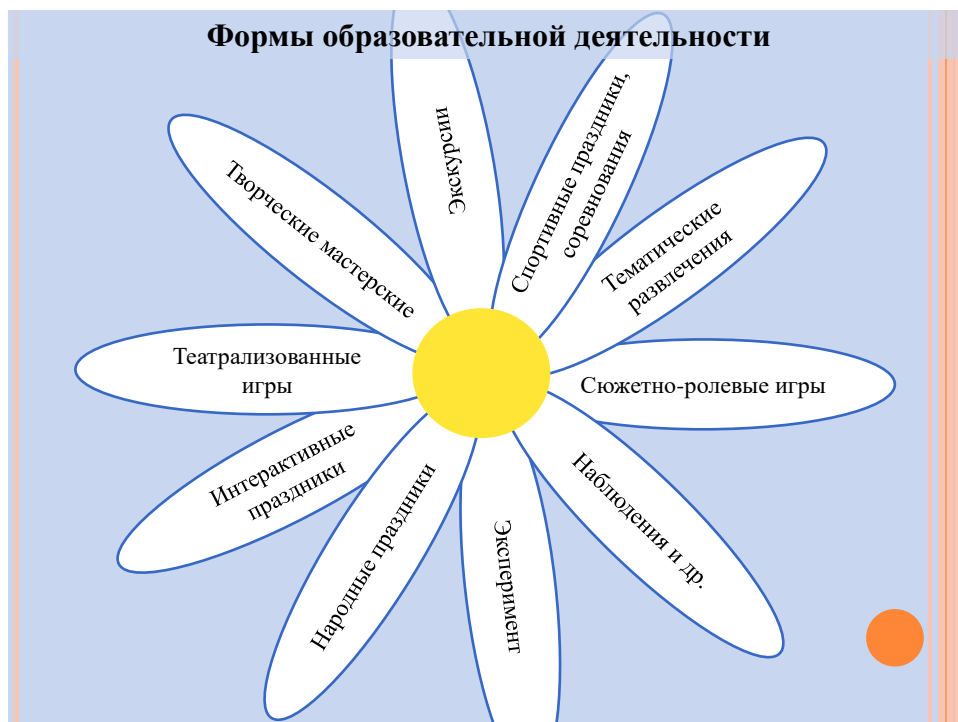 Формы образовательной деятельности
Экскурсии
Спортивные праздники,
соревнования
Тематические
развлечения
Сюжетно-ролевые игры
Наблюдения и др.
Эксперимент
Народные праздники
Интерактивные
праздники
Театрализованные
игры
Творческие мастерские